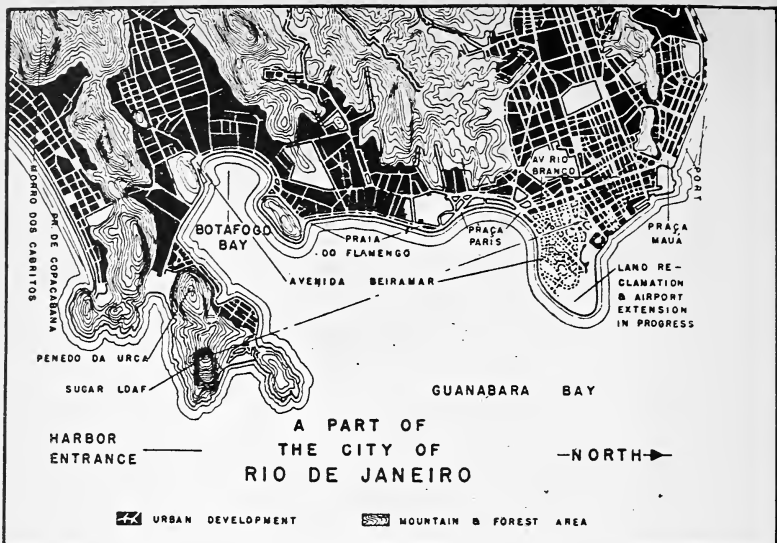 AV RIO
BRANCO
PORT
MORRO DOS CABRITOS
PR. DE COPACABANA
BOTAFOGO
BAY
PRAIA
DO FLAMENGO
PRAÇA
PARIS
PRAÇA
MAUA
AVENIDA BEIRAMAR
LAND RE-
CLAMATION
& AIRPORT
EXTENSION
IN PROGRESS
PENEDO DA URCA
SUGAR LOAF
GUANABARA BAY
HARBOR
ENTRANCE
A PART OF
THE CITY OF
RIO DE JANEIRO
NORTH
URBAN DEVELOPMENT
MOUNTAIN & FOREST AREA